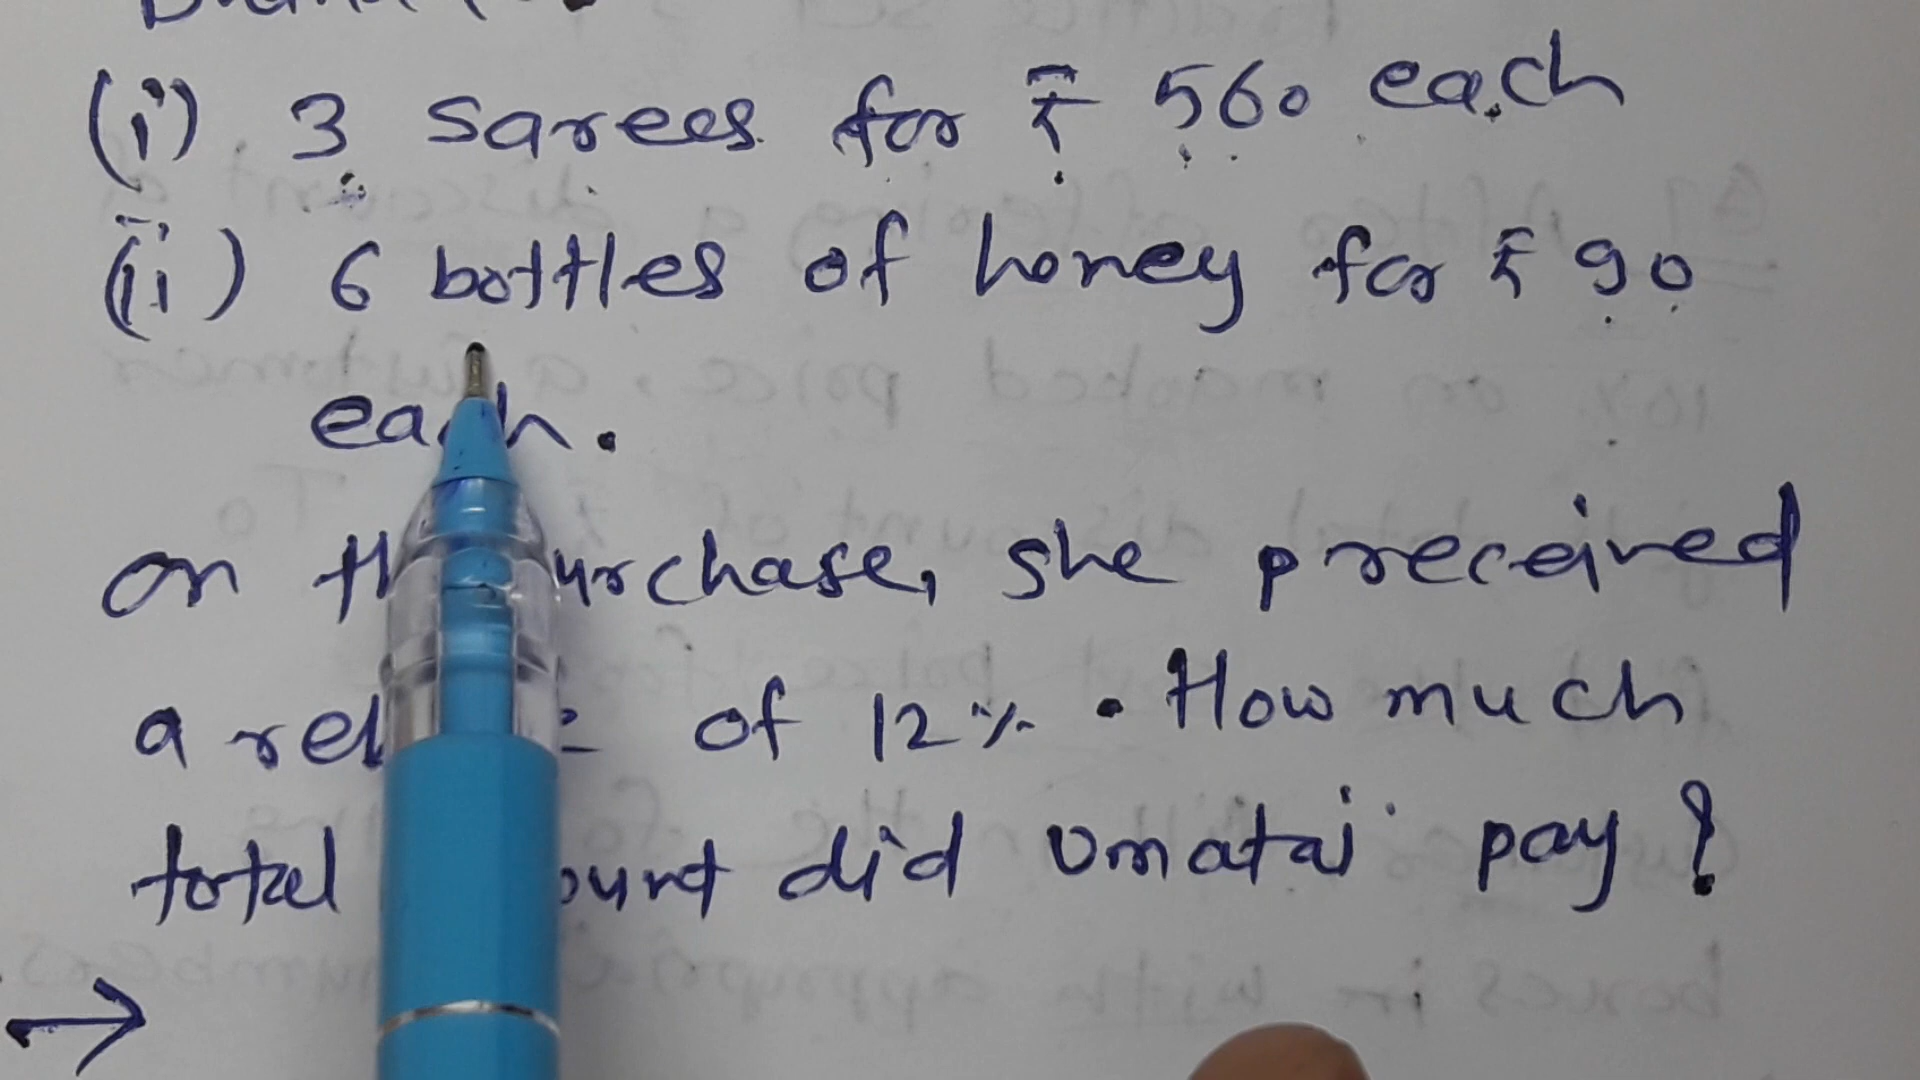 (i) 3 sarees for ₹ 560 each
(ii) 6 bottles of honey for ₹ 90
each.
on purchase, she p received
a of 12%. How much
total did Umatai pay?
→